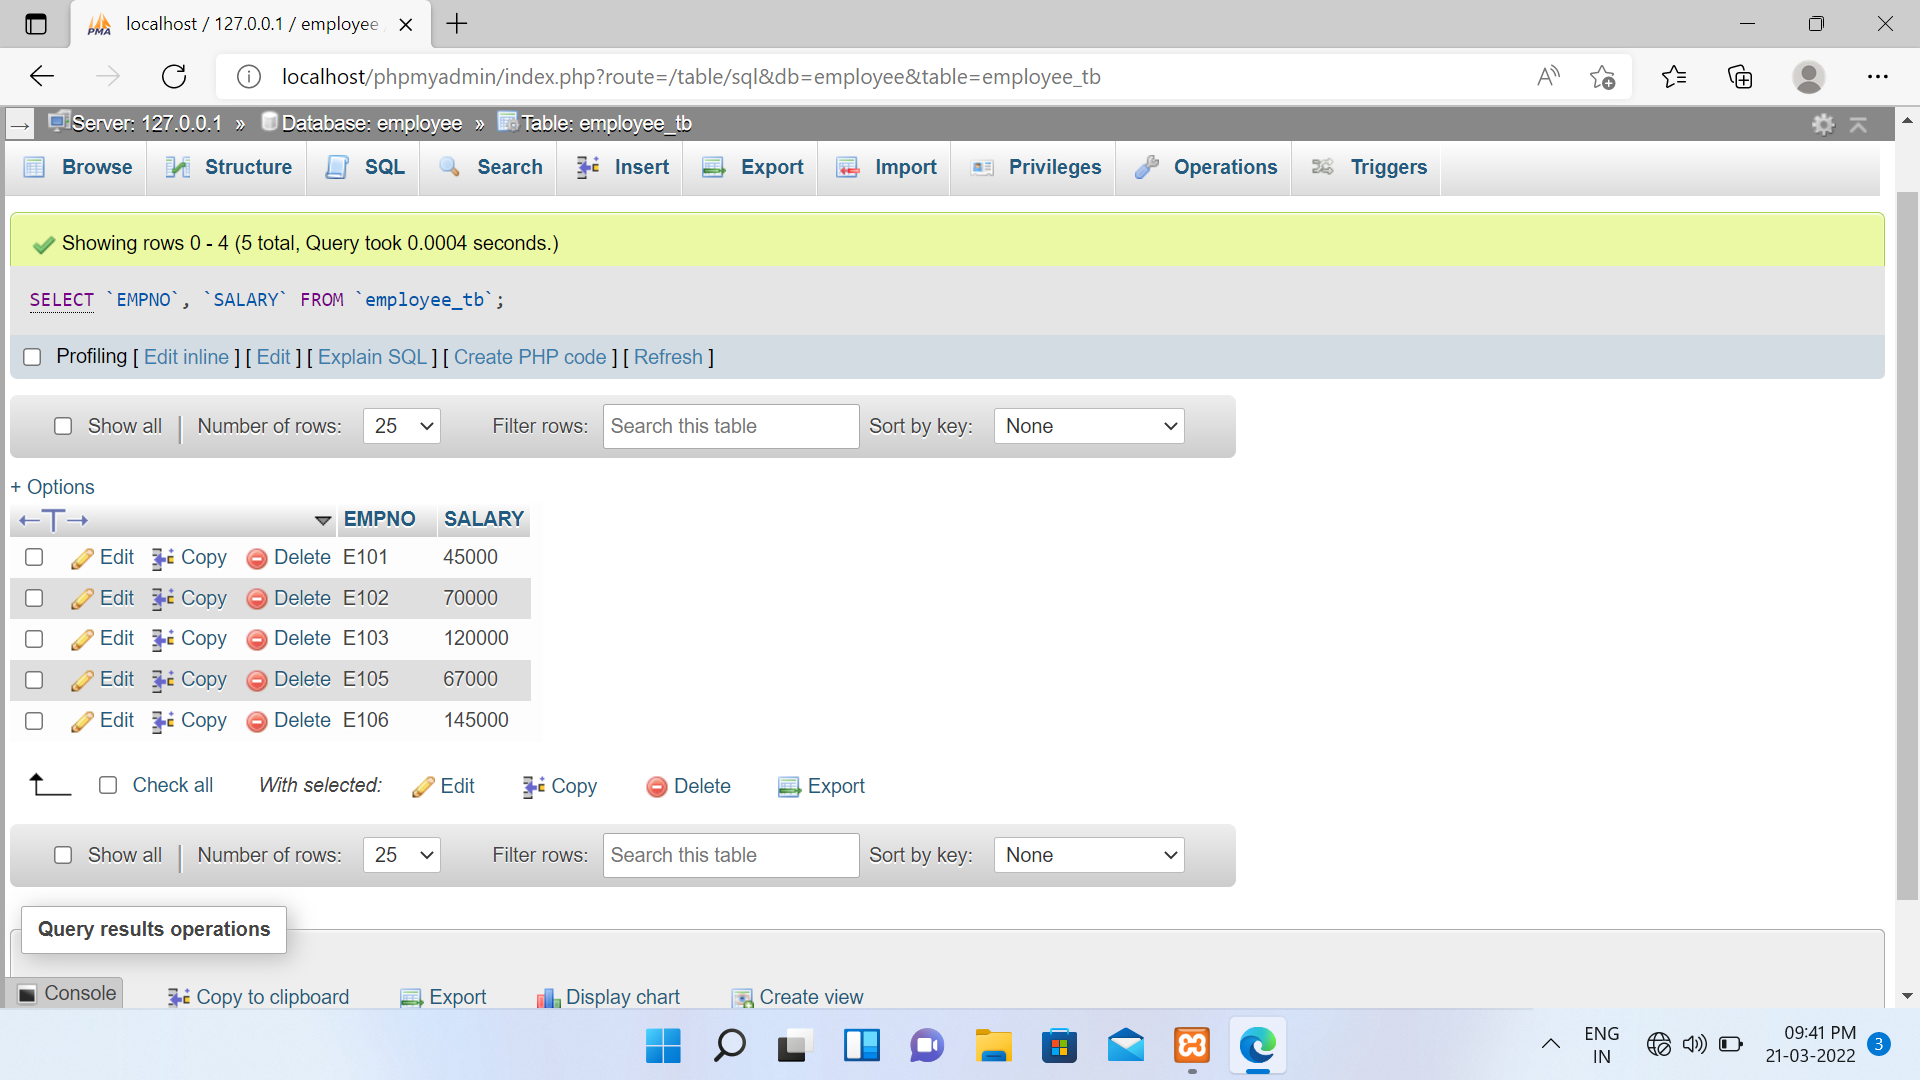 localhost / 127.0.0.1 / employee
localhost/phpmyadmin/index.php?route=/table/sql&db=employee&table=employee_tb
Server: 127.0.0.1 » Database: employee » Table: employee_tb
Browse Structure SQL Search Insert Export Import Privileges Operations Triggers
Showing rows 0 - 4 (5 total, Query took 0.0004 seconds.)
SELECT `EMPNO`, `SALARY` FROM `employee_tb`;
Profiling [ Edit inline ] [ Edit ] [ Explain SQL ] [ Create PHP code ] [ Refresh ]
Show all | Number of rows: 25 Filter rows: Search this table Sort by key: None
+ Options
←T→ EMPNO SALARY
Edit Copy Delete E101 45000
Edit Copy Delete E102 70000
Edit Copy Delete E103 120000
Edit Copy Delete E105 67000
Edit Copy Delete E106 145000
Check all With selected: Edit Copy Delete Export
Show all | Number of rows: 25 Filter rows: Search this table Sort by key: None
Query results operations
Console Copy to clipboard Export Display chart Create view
ENG 09:41 PM
IN 21-03-2022 3